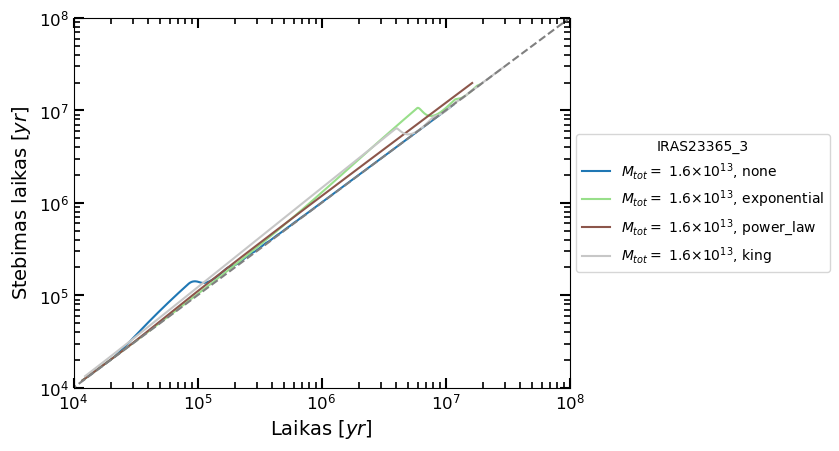 10^8
10^7
10^6
10^5
10^4
Stebimas laikas [yr]
10^4 10^5 10^6 10^7 10^8
Laikas [yr]
IRAS23365_3
M_tot = 1.6×10^13, none
M_tot = 1.6×10^13, exponential
M_tot = 1.6×10^13, power_law
M_tot = 1.6×10^13, king